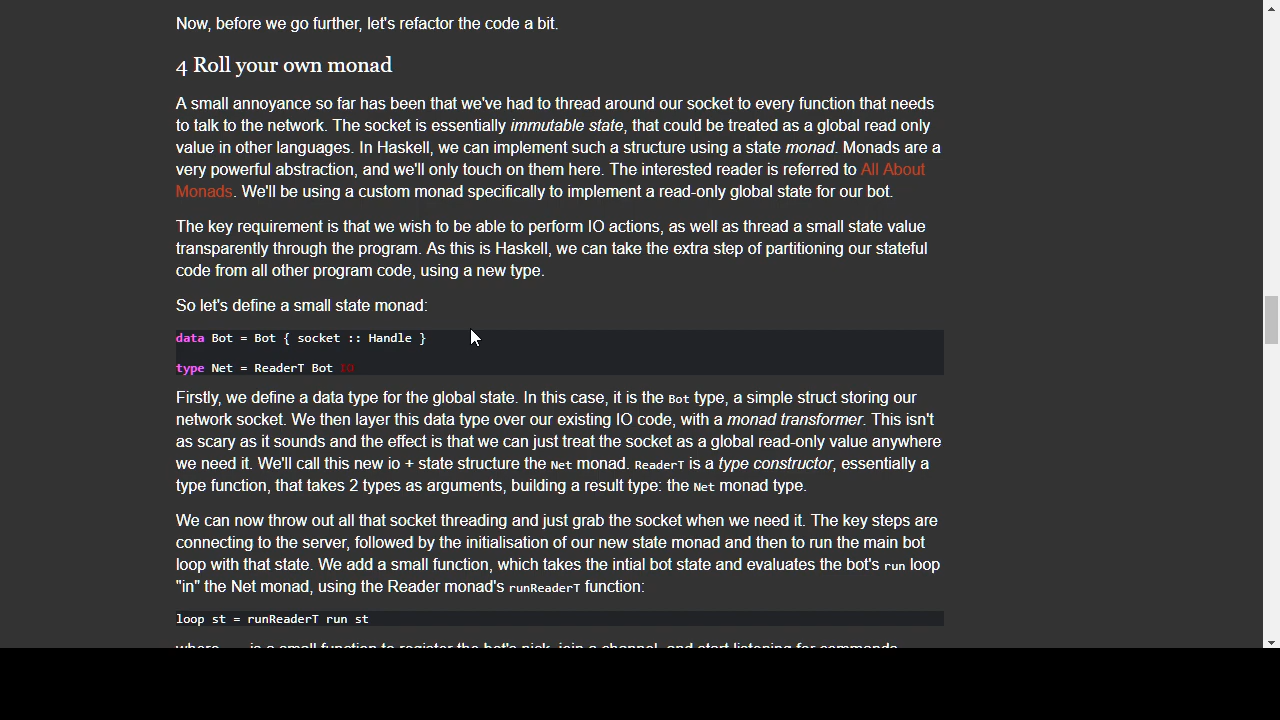 Now, before we go further, let's refactor the code a bit.
4 Roll your own monad
A small annoyance so far has been that we've had to thread around our socket to every function that needs
to talk to the network. The socket is essentially immutable state, that could be treated as a global read only
value in other languages. In Haskell, we can implement such a structure using a state monad. Monads are a
very powerful abstraction, and we'll only touch on them here. The interested reader is referred to All About
Monads. We'll be using a custom monad specifically to implement a read-only global state for our bot.
The key requirement is that we wish to be able to perform IO actions, as well as thread a small state value
transparently through the program. As this is Haskell, we can take the extra step of partitioning our stateful
code from all other program code, using a new type.
So let's define a small state monad:
data Bot = Bot { socket :: Handle }
type Net = ReaderT Bot IO
Firstly, we define a data type for the global state. In this case, it is the Bot type, a simple struct storing our
network socket. We then layer this data type over our existing IO code, with a monad transformer. This isn't
as scary as it sounds and the effect is that we can just treat the socket as a global read-only value anywhere
we need it. We'll call this new io + state structure the Net monad. ReaderT is a type constructor, essentially a
type function, that takes 2 types as arguments, building a result type: the Net monad type.
We can now throw out all that socket threading and just grab the socket when we need it. The key steps are
connecting to the server, followed by the initialisation of our new state monad and then to run the main bot
loop with that state. We add a small function, which takes the intial bot state and evaluates the bot's run loop
"in" the Net monad, using the Reader monad's runReaderT function:
loop st = runReaderT run st
where is a small function to register the bot's nick, join a channel, and start listening for commands